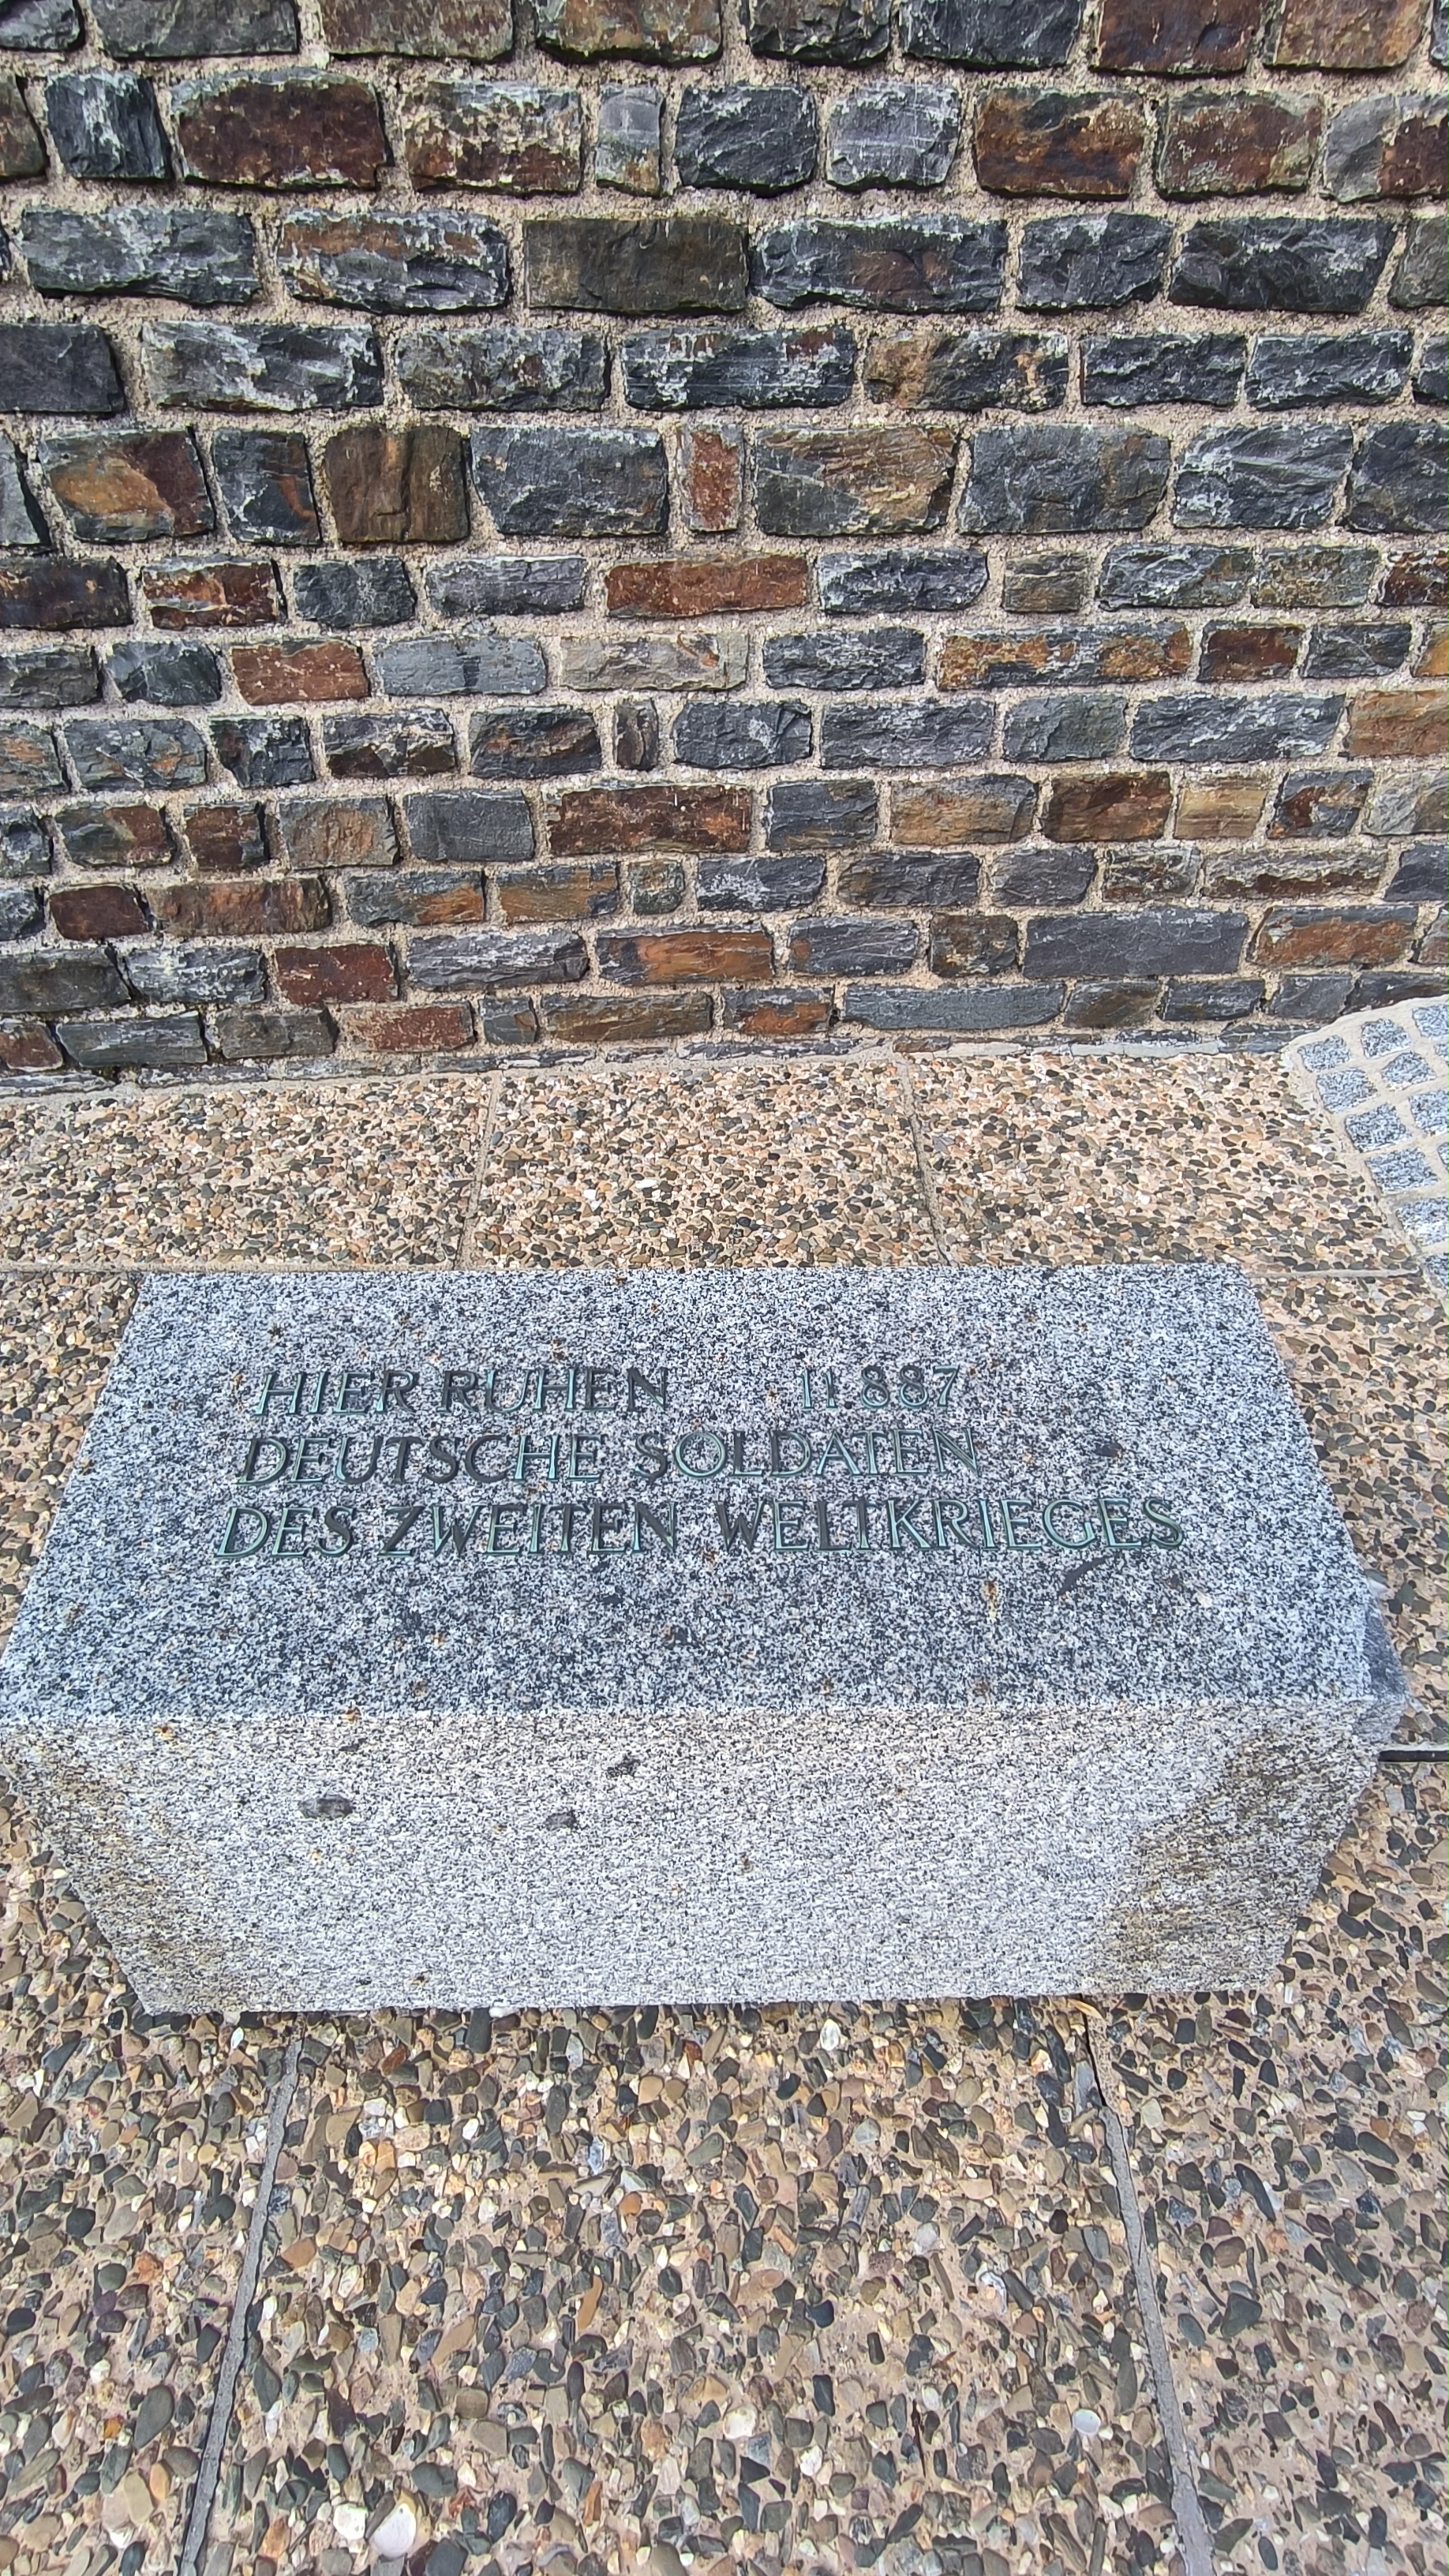 HIER RUHEN 11 887
DEUTSCHE SOLDATEN
DES ZWEITEN WELTKRIEGES